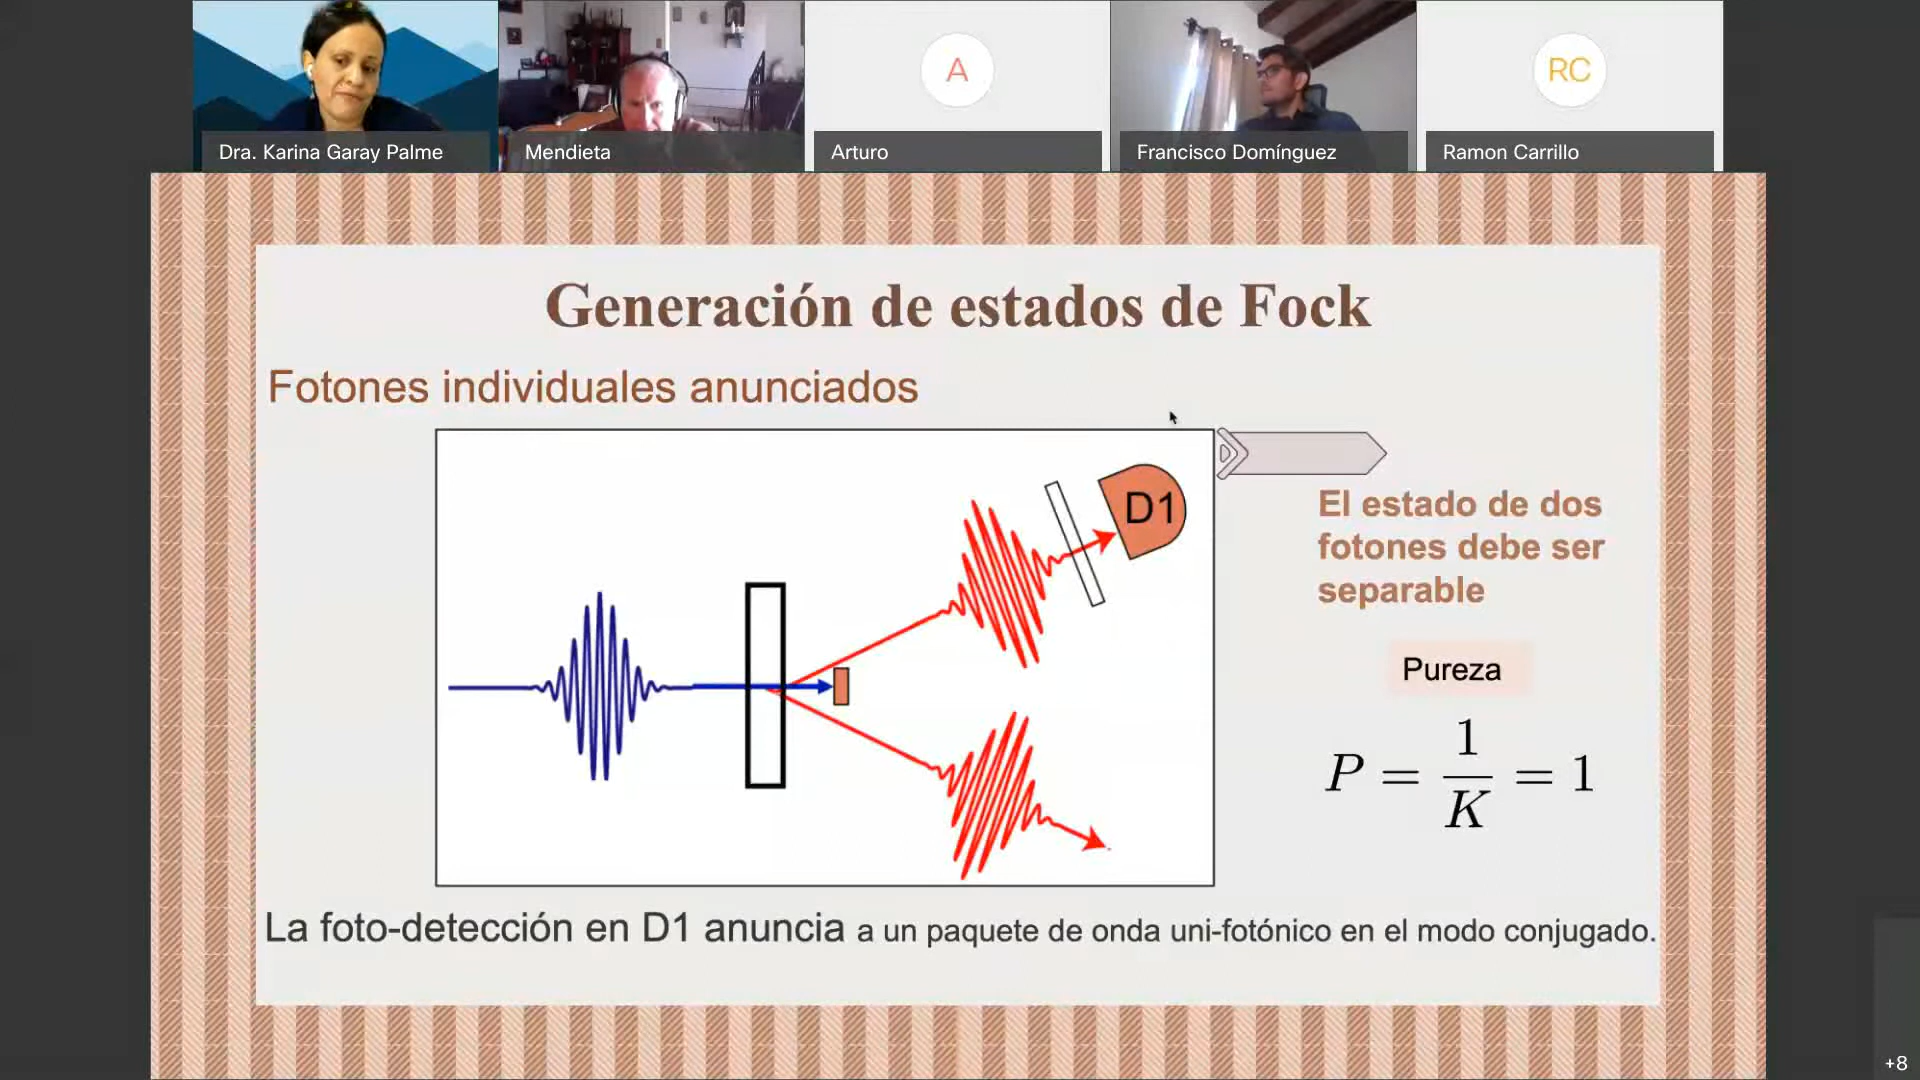 Dra. Karina Garay Palme
Mendieta
A
Arturo
Francisco Domínguez
RC
Ramon Carrillo
Generación de estados de Fock
Fotones individuales anunciados
D1
El estado de dos
fotones debe ser
separable
Pureza
P = 1/K = 1
La foto-detección en D1 anuncia a un paquete de onda uni-fotónico en el modo conjugado.
+8